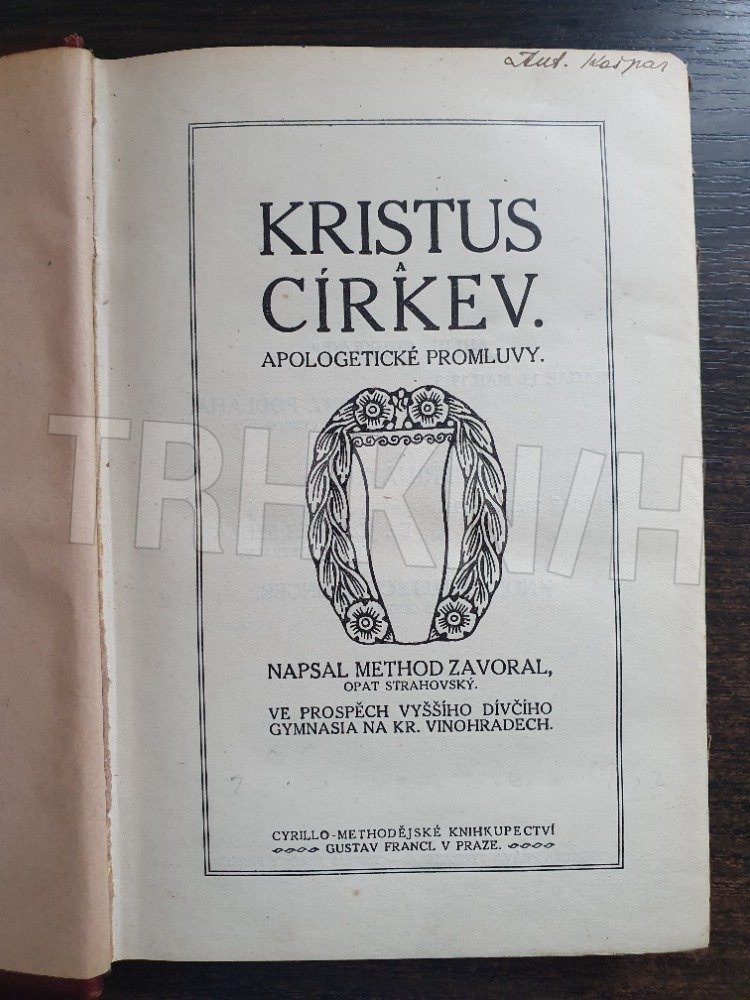 Ant. Kašpar
KRISTUS
A
CÍRKEV.
APOLOGETICKÉ PROMLUVY.
TRHKNIH
NAPSAL METHOD ZAVORAL,
OPAT STRAHOVSKÝ.
VE PROSPĚCH VYŠŠÍHO DÍVČÍHO
GYMNASIA NA KR. VINOHRADECH.
CYRILLO-METHODĚJSKÉ KNIHKUPECTVÍ
GUSTAV FRANCL V PRAZE.